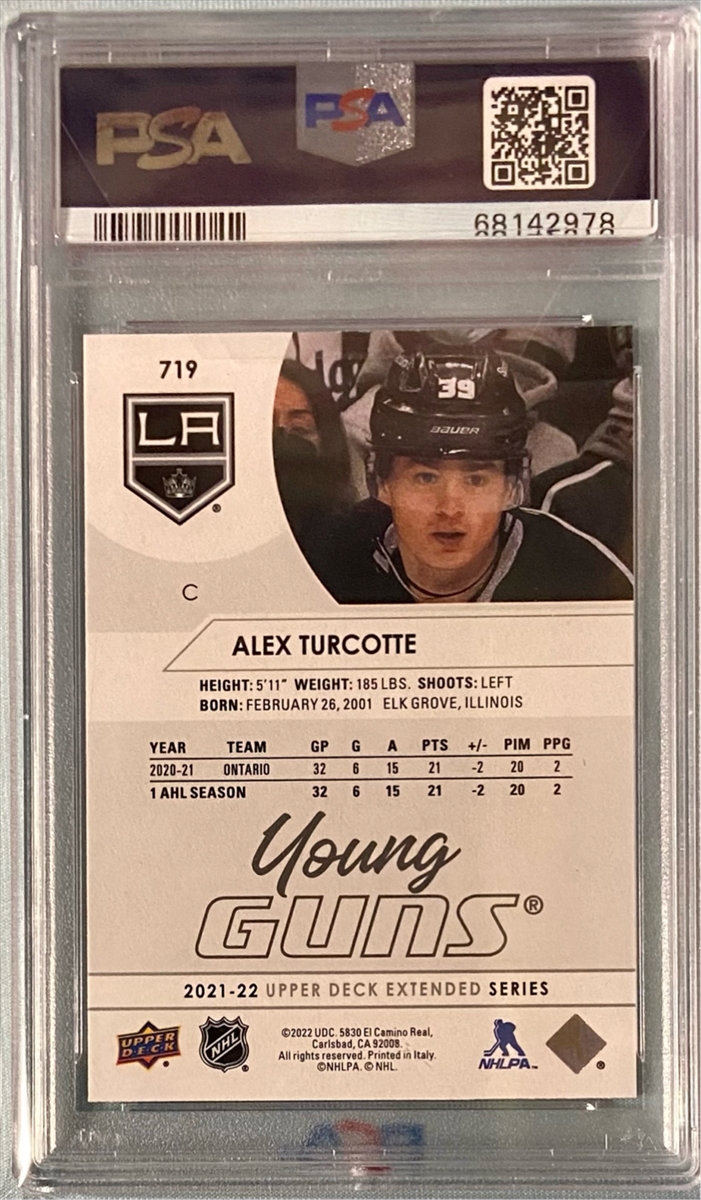 PSA PSA
68142978
719
39
BAUER
LA
®
C
ALEX TURCOTTE
HEIGHT: 5'11" WEIGHT: 185 LBS. SHOOTS: LEFT
BORN: FEBRUARY 26, 2001 ELK GROVE, ILLINOIS
YEAR TEAM GP G A PTS +/- PIM PPG
2020-21 ONTARIO 32 6 15 21 -2 20 2
1 AHL SEASON 32 6 15 21 -2 20 2
Young
GUNS®
2021-22 UPPER DECK EXTENDED SERIES
UPPER DECK®
NHL®
©2022 UDC. 5830 El Camino Real,
Carlsbad, CA 92008.
All rights reserved. Printed in Italy.
©NHLPA. © NHL.
NHLPA™
®
PSA